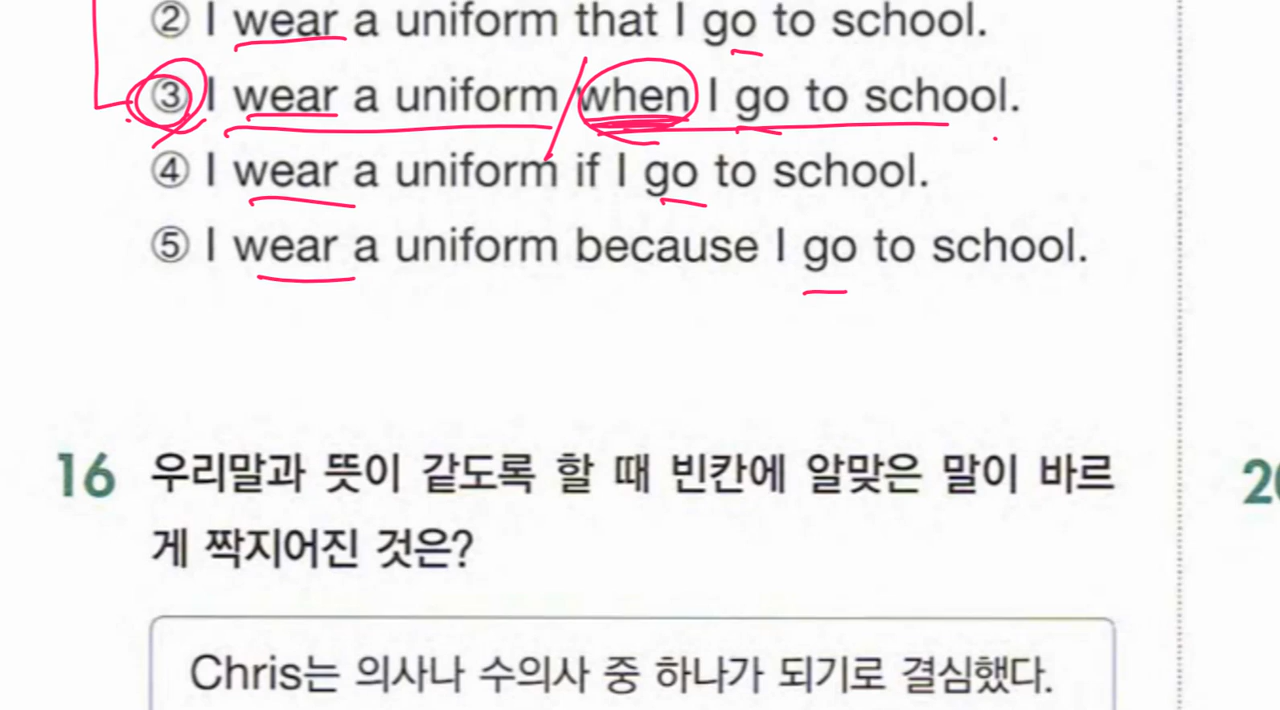 ② I wear a uniform that I go to school.
③ I wear a uniform when I go to school.
④ I wear a uniform if I go to school.
⑤ I wear a uniform because I go to school.
16 우리말과 뜻이 같도록 할 때 빈칸에 알맞은 말이 바르
게 짝지어진 것은?
Chris는 의사나 수의사 중 하나가 되기로 결심했다.